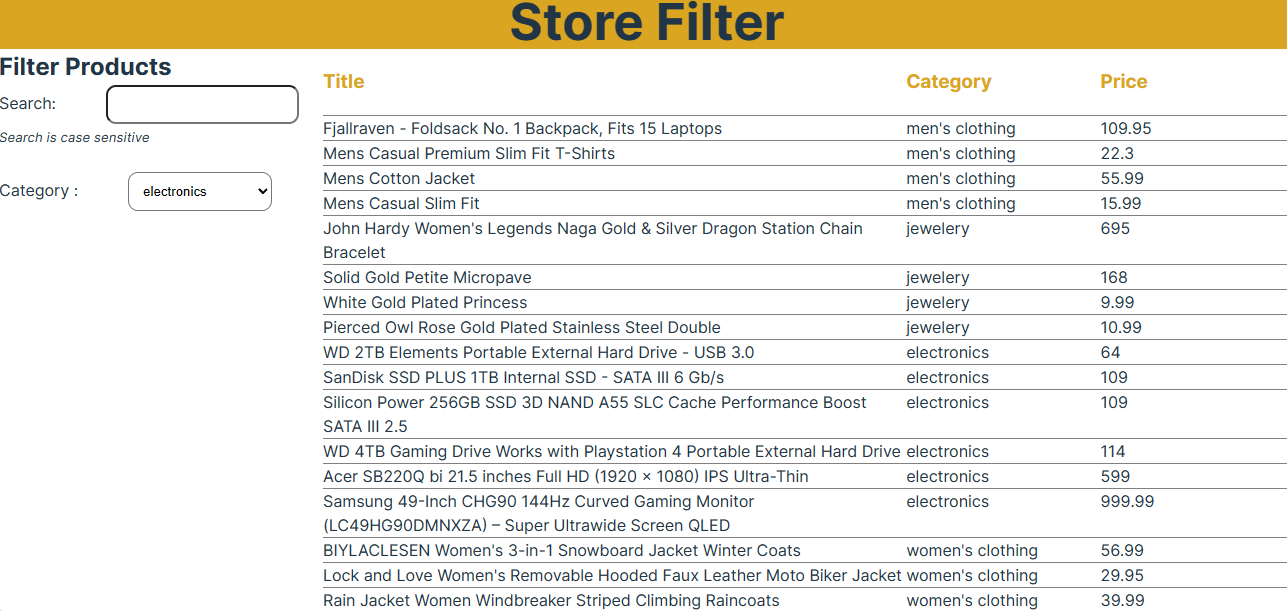 Store Filter
Filter Products
Search:
Search is case sensitive
Category :
electronics
Title Category Price
Fjallraven - Foldsack No. 1 Backpack, Fits 15 Laptops men's clothing 109.95
Mens Casual Premium Slim Fit T-Shirts men's clothing 22.3
Mens Cotton Jacket men's clothing 55.99
Mens Casual Slim Fit men's clothing 15.99
John Hardy Women's Legends Naga Gold & Silver Dragon Station Chain jewelery 695
Bracelet
Solid Gold Petite Micropave jewelery 168
White Gold Plated Princess jewelery 9.99
Pierced Owl Rose Gold Plated Stainless Steel Double jewelery 10.99
WD 2TB Elements Portable External Hard Drive - USB 3.0 electronics 64
SanDisk SSD PLUS 1TB Internal SSD - SATA III 6 Gb/s electronics 109
Silicon Power 256GB SSD 3D NAND A55 SLC Cache Performance Boost electronics 109
SATA III 2.5
WD 4TB Gaming Drive Works with Playstation 4 Portable External Hard Drive electronics 114
Acer SB220Q bi 21.5 inches Full HD (1920 × 1080) IPS Ultra-Thin electronics 599
Samsung 49-Inch CHG90 144Hz Curved Gaming Monitor electronics 999.99
(LC49HG90DMNXZA) – Super Ultrawide Screen QLED
BIYLACLESEN Women's 3-in-1 Snowboard Jacket Winter Coats women's clothing 56.99
Lock and Love Women's Removable Hooded Faux Leather Moto Biker Jacket women's clothing 29.95
Rain Jacket Women Windbreaker Striped Climbing Raincoats women's clothing 39.99